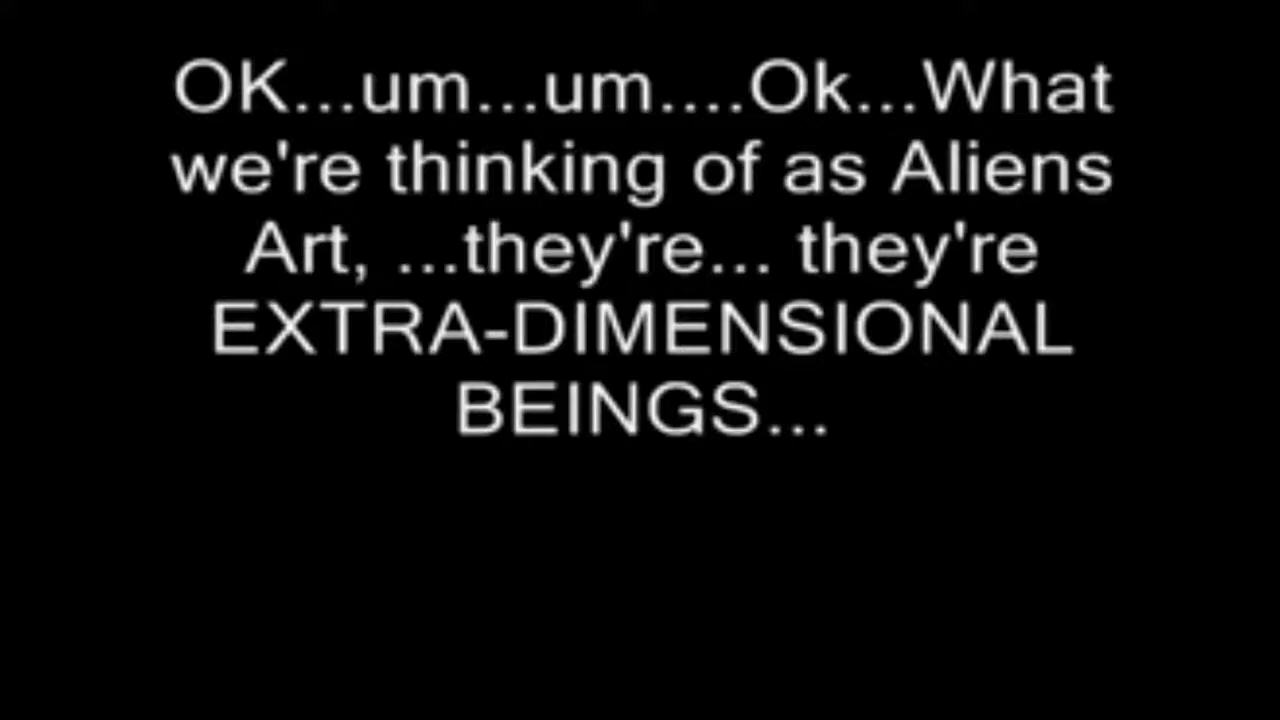 OK...um...um....Ok...What
we're thinking of as Aliens
Art, ...they're... they're
EXTRA-DIMENSIONAL
BEINGS...